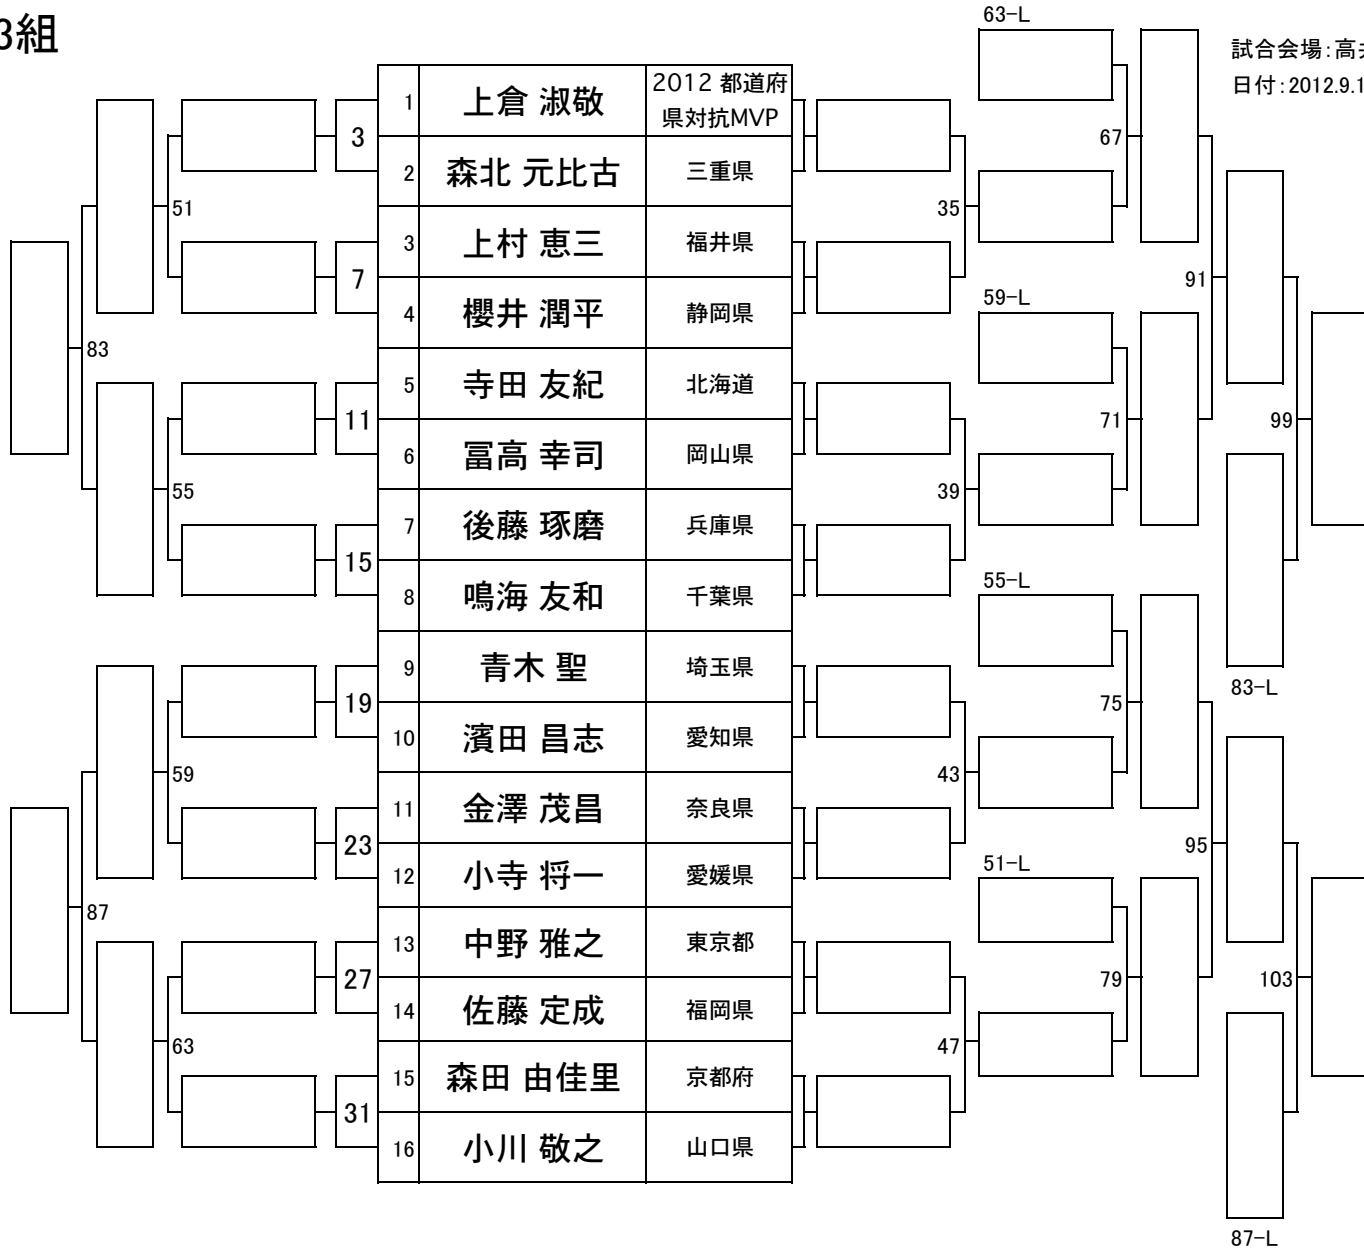 3組
試合会場：高
日付：2012.9.1
1 上倉 淑敬 2012 都道府
県対抗MVP
2 森北 元比古 三重県
3 上村 恵三 福井県
4 櫻井 潤平 静岡県
5 寺田 友紀 北海道
6 冨高 幸司 岡山県
7 後藤 琢磨 兵庫県
8 鳴海 友和 千葉県
9 青木 聖 埼玉県
10 濱田 昌志 愛知県
11 金澤 茂昌 奈良県
12 小寺 将一 愛媛県
13 中野 雅之 東京都
14 佐藤 定成 福岡県
15 森田 由佳里 京都府
16 小川 敬之 山口県
3
7
11
15
19
23
27
31
51
55
59
63
83
87
35
39
43
47
63-L
59-L
55-L
51-L
67
71
75
79
91
95
83-L
87-L
99
103